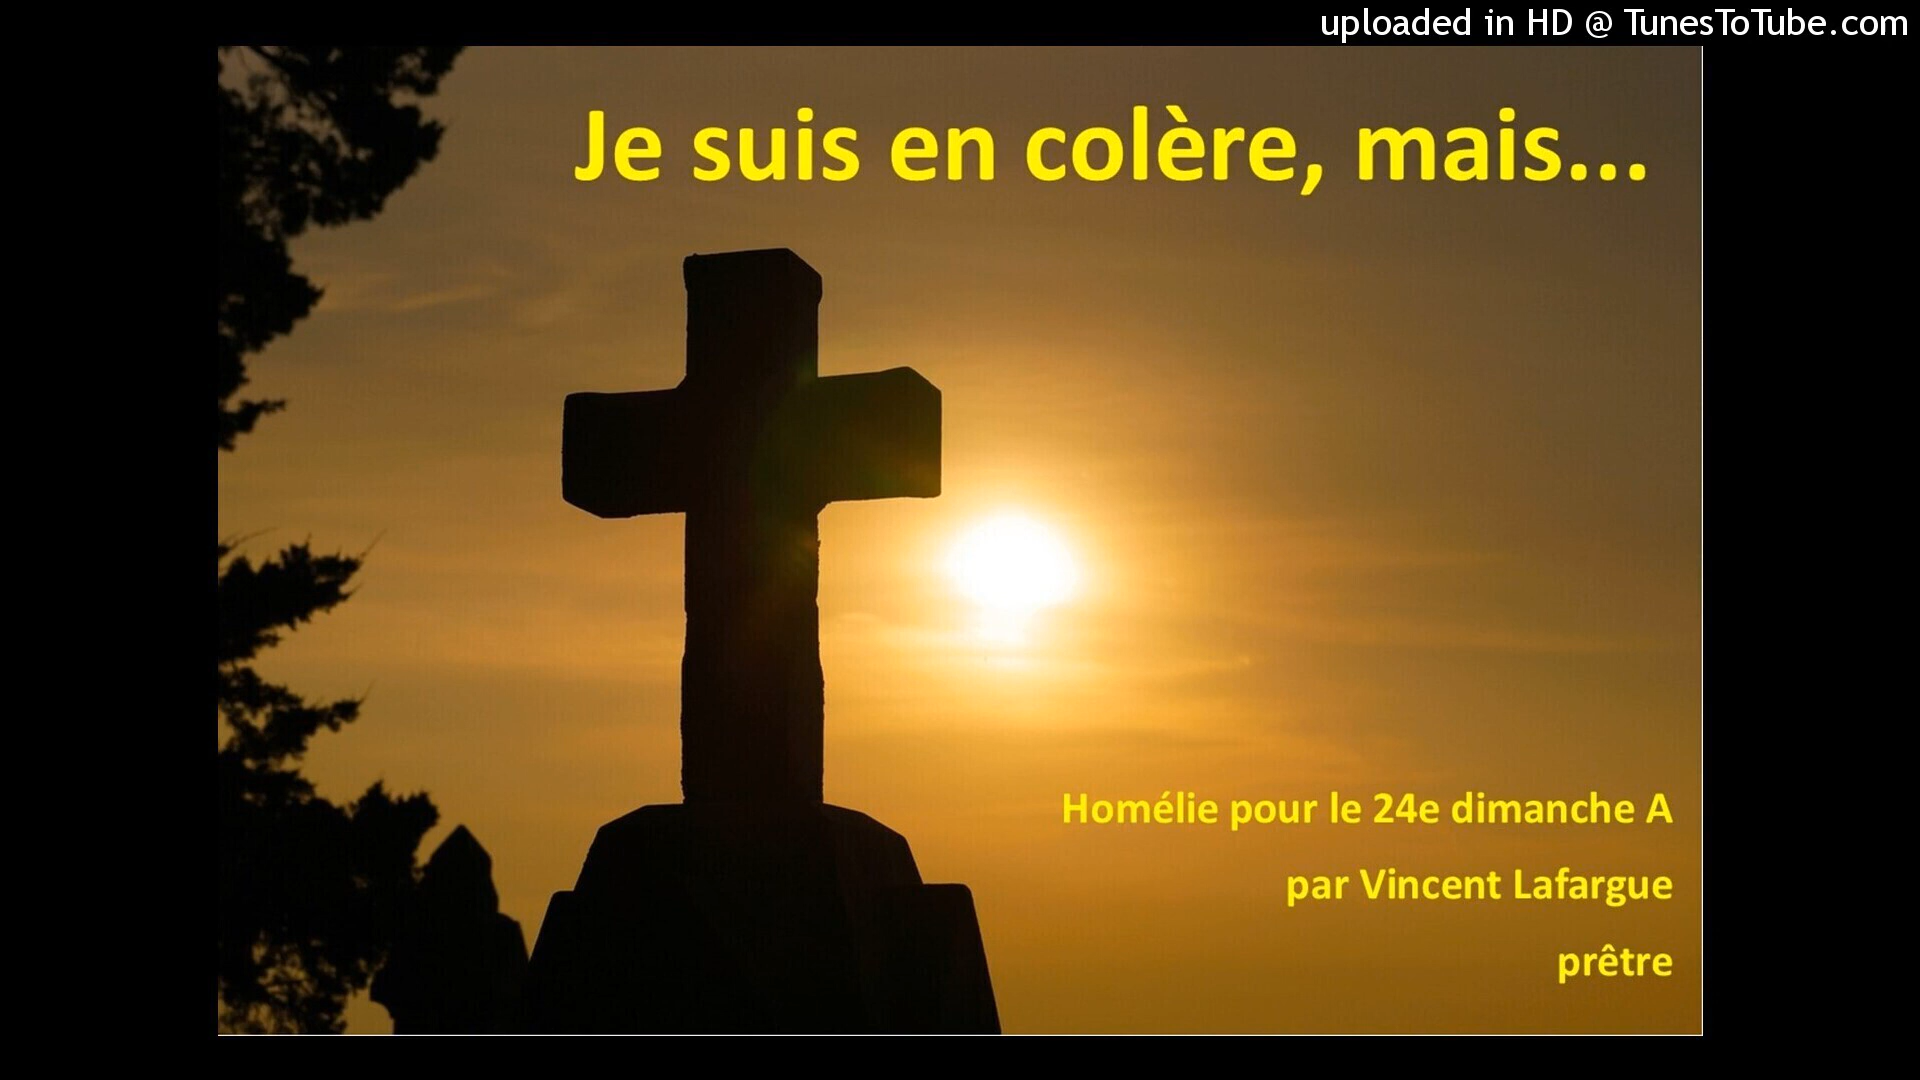 uploaded in HD @ TunesToTube.com
Je suis en colère, mais...
Homélie pour le 24e dimanche A
par Vincent Lafargue
prêtre